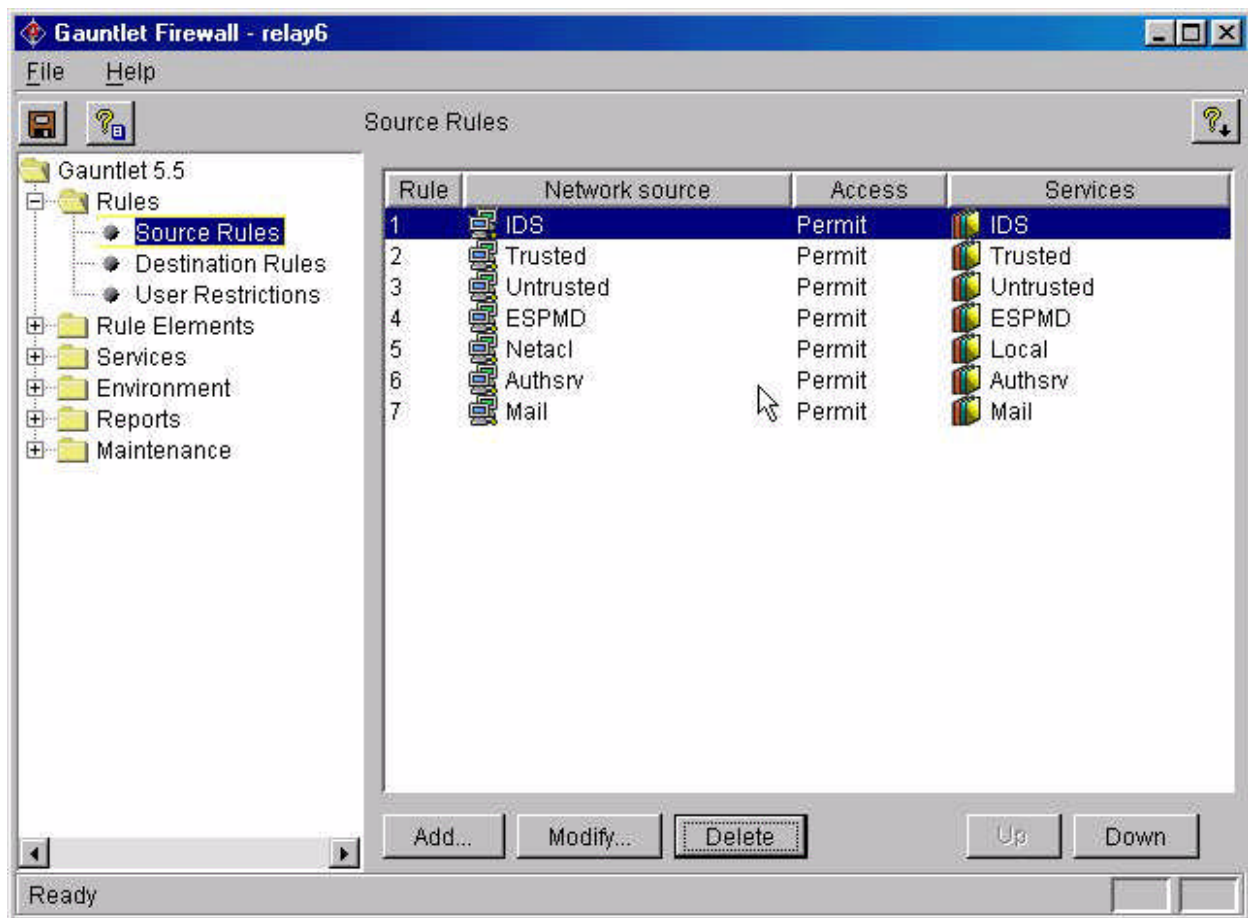 Gauntlet Firewall - relay6
File Help
Source Rules
Gauntlet 5.5
Rules
Source Rules
Destination Rules
User Restrictions
Rule Elements
Services
Environment
Reports
Maintenance
Rule Network source Access Services
1 IDS Permit IDS
2 Trusted Permit Trusted
3 Untrusted Permit Untrusted
4 ESPMD Permit ESPMD
5 Netacl Permit Local
6 Authsrv Permit Authsrv
7 Mail Permit Mail
Add... Modify... Delete Up Down
Ready